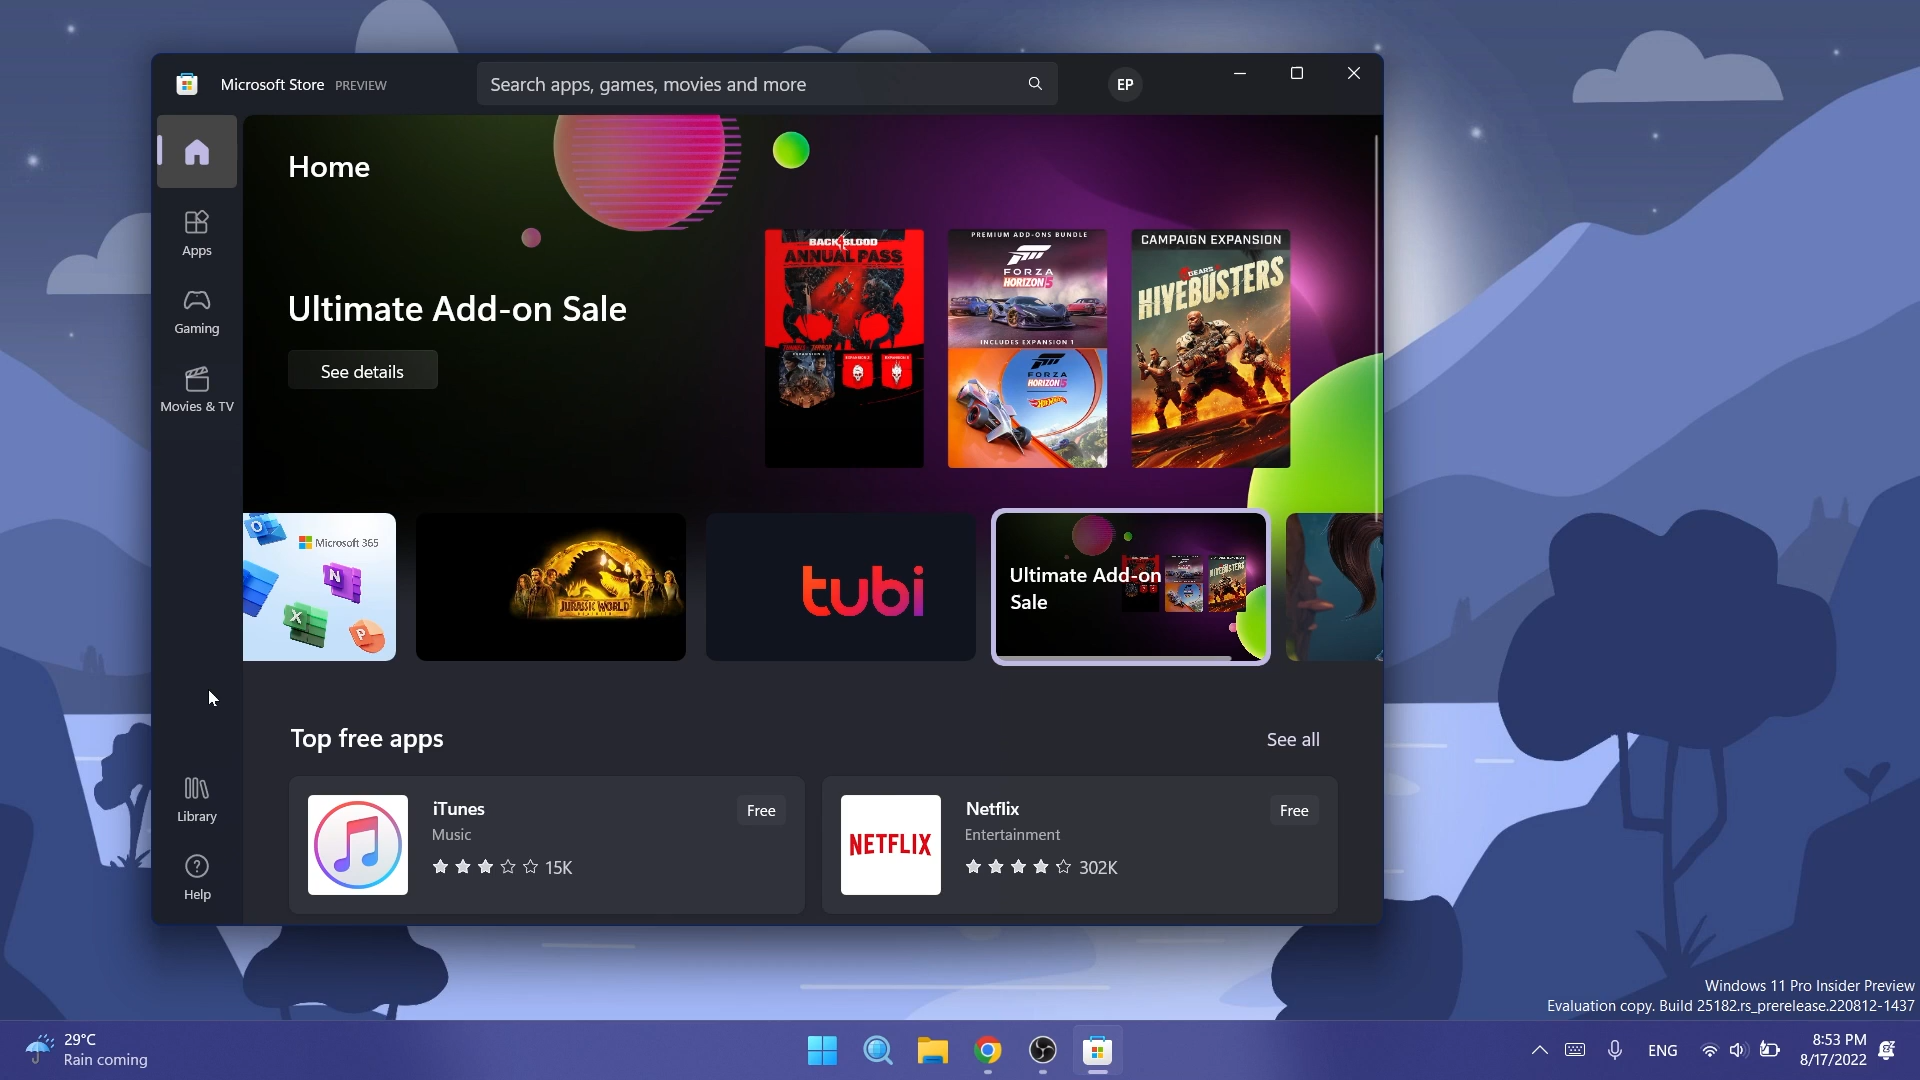 Microsoft Store PREVIEW
Search apps, games, movies and more
EP
Home
Apps
Gaming
Movies & TV
Library
Help
Ultimate Add-on Sale
See details
BACK 4 BLOOD
ANNUAL PASS
PREMIUM ADD-ONS BUNDLE
FORZA
HORIZON 5
INCLUDES EXPANSION 1
FORZA
HORIZON 5
Hot Wheels
CAMPAIGN EXPANSION
GEARS
HIVEBUSTERS
Microsoft 365
JURASSIC WORLD
tubi
Ultimate Add-on
Sale
Top free apps
See all
iTunes
Free
Music
15K
Netflix
Free
Entertainment
302K
NETFLIX
Windows 11 Pro Insider Preview
Evaluation copy. Build 25182.rs_prerelease.220812-1437
29°C
Rain coming
ENG
8:53 PM
8/17/2022